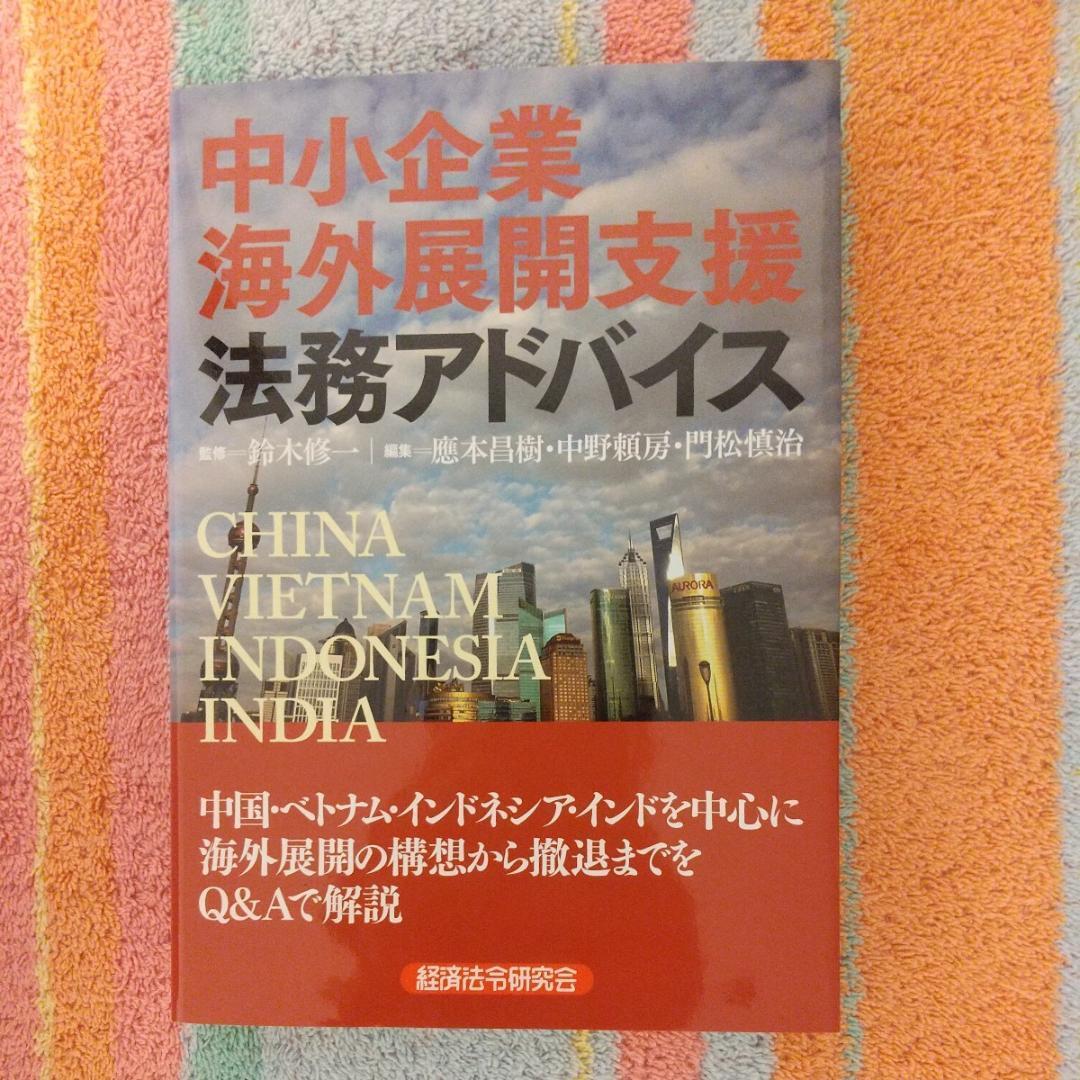 中小企業
海外展開支援
法務アドバイス
監修=鈴木修一|編集=應本昌樹・中野頼房・門松慎治
CHINA
VIETNAM
INDONESIA
INDIA
AURORA
中国・ベトナム・インドネシア・インドを中心に
海外展開の構想から撤退までを
Q&Aで解説
経済法令研究会